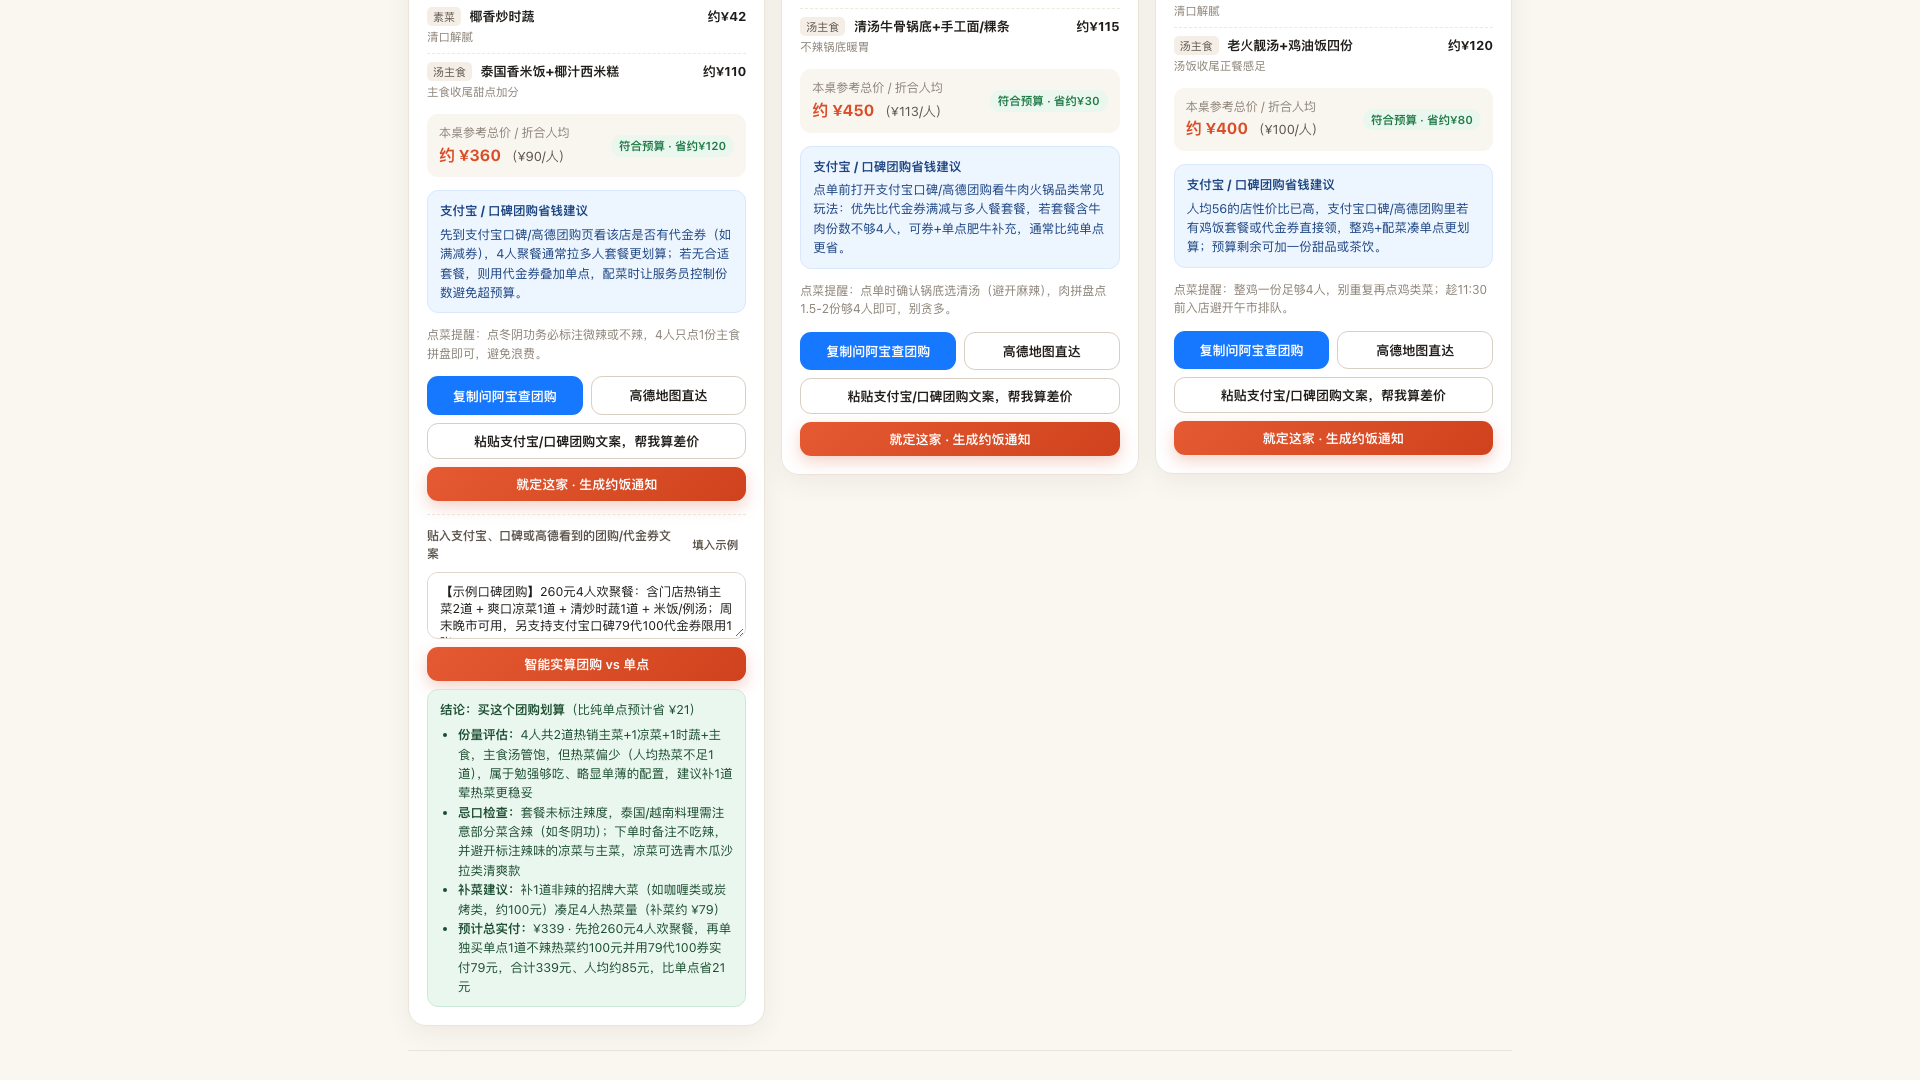 素菜 椰香炒时蔬 约¥42
清口解腻
汤主食 泰国香米饭+椰汁西米糕 约¥110
主食收尾甜点加分
本桌参考总价 / 折合人均
约 ¥360 (¥90/人) 符合预算 · 省约¥120
支付宝 / 口碑团购省钱建议
先到支付宝口碑/高德团购页看该店是否有代金券（如
满减券），4人聚餐通常拉多人套餐更划算；若无合适
套餐，则用代金券叠加单点，配菜时让服务员控制份
数避免超预算。
点菜提醒：点冬阴功务必标注微辣或不辣，4人只点1份主食
拼盘即可，避免浪费。
复制问阿宝查团购 高德地图直达
粘贴支付宝/口碑团购文案，帮我算差价
就定这家 · 生成约饭通知
贴入支付宝、口碑或高德看到的团购/代金券文
案
填入示例
【示例口碑团购】260元4人欢聚餐：含门店热销主
菜2道 + 爽口凉菜1道 + 清炒时蔬1道 + 米饭/例汤；周
末晚市可用，另支持支付宝口碑79代100代金券限用1
智能实算团购 vs 单点
结论：买这个团购划算（比纯单点预计省 ¥21）
• 份量评估：4人共2道热销主菜+1凉菜+1时蔬+主
食，主食汤管饱，但热菜偏少（人均热菜不足1
道），属于勉强够吃、略显单薄的配置，建议补1道
荤热菜更稳妥
• 忌口检查：套餐未标注辣度，泰国/越南料理需注
意部分菜含辣（如冬阴功）；下单时备注不吃辣，
并避开标注辣味的凉菜与主菜，凉菜可选青木瓜沙
拉类清爽款
• 补菜建议：补1道非辣的招牌大菜（如咖喱类或炭
烤类，约100元）凑足4人热菜量（补菜约 ¥79）
• 预计总实付：¥339 · 先抢260元4人欢聚餐，再单
独买单点1道不辣热菜约100元并用79代100券实
付79元，合计339元、人均约85元，比单点省21
元
汤主食 清汤牛骨锅底+手工面/粿条 约¥115
不辣锅底暖胃
本桌参考总价 / 折合人均
约 ¥450 (¥113/人) 符合预算 · 省约¥30
支付宝 / 口碑团购省钱建议
点单前打开支付宝口碑/高德团购看牛肉火锅品类常见
玩法：优先比代金券满减与多人餐套餐，若套餐含牛
肉份数不够4人，可券+单点肥牛补充，通常比纯单点
更省。
点菜提醒：点单时确认锅底选清汤（避开麻辣），肉拼盘点
1.5-2份够4人即可，别贪多。
复制问阿宝查团购 高德地图直达
粘贴支付宝/口碑团购文案，帮我算差价
就定这家 · 生成约饭通知
清口解腻
汤主食 老火靓汤+鸡油饭四份 约¥120
汤饭收尾正餐感足
本桌参考总价 / 折合人均
约 ¥400 (¥100/人) 符合预算 · 省约¥80
支付宝 / 口碑团购省钱建议
人均56的店性价比已高，支付宝口碑/高德团购里若
有鸡饭套餐或代金券直接领，整鸡+配菜凑单点更划
算；预算剩余可加一份甜品或茶饮。
点菜提醒：整鸡一份足够4人，别重复再点鸡类菜；趁11:30
前入店避开午市排队。
复制问阿宝查团购 高德地图直达
粘贴支付宝/口碑团购文案，帮我算差价
就定这家 · 生成约饭通知